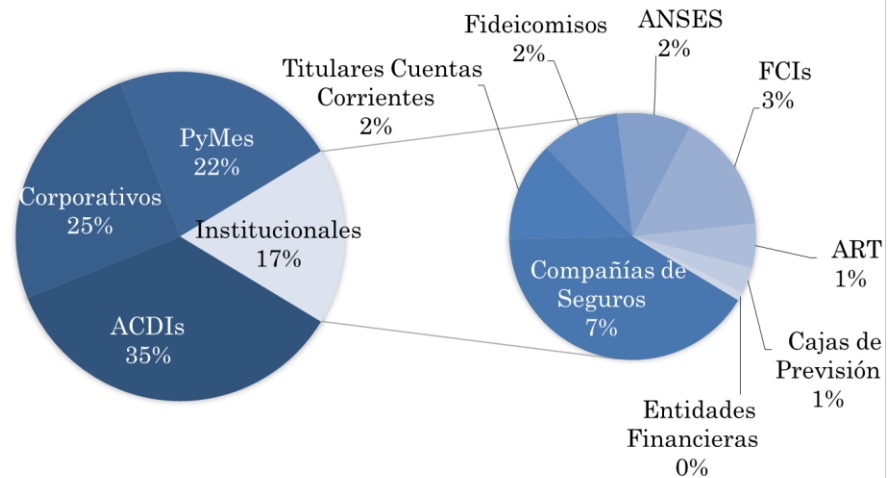 PyMes
22%
Corporativos
25%
Institucionales
17%
ACDIs
35%
Titulares Cuentas
Corrientes
2%
Fideicomisos
2%
ANSES
2%
FCIs
3%
ART
1%
Cajas de
Previsión
1%
Entidades
Financieras
0%
Compañías de
Seguros
7%